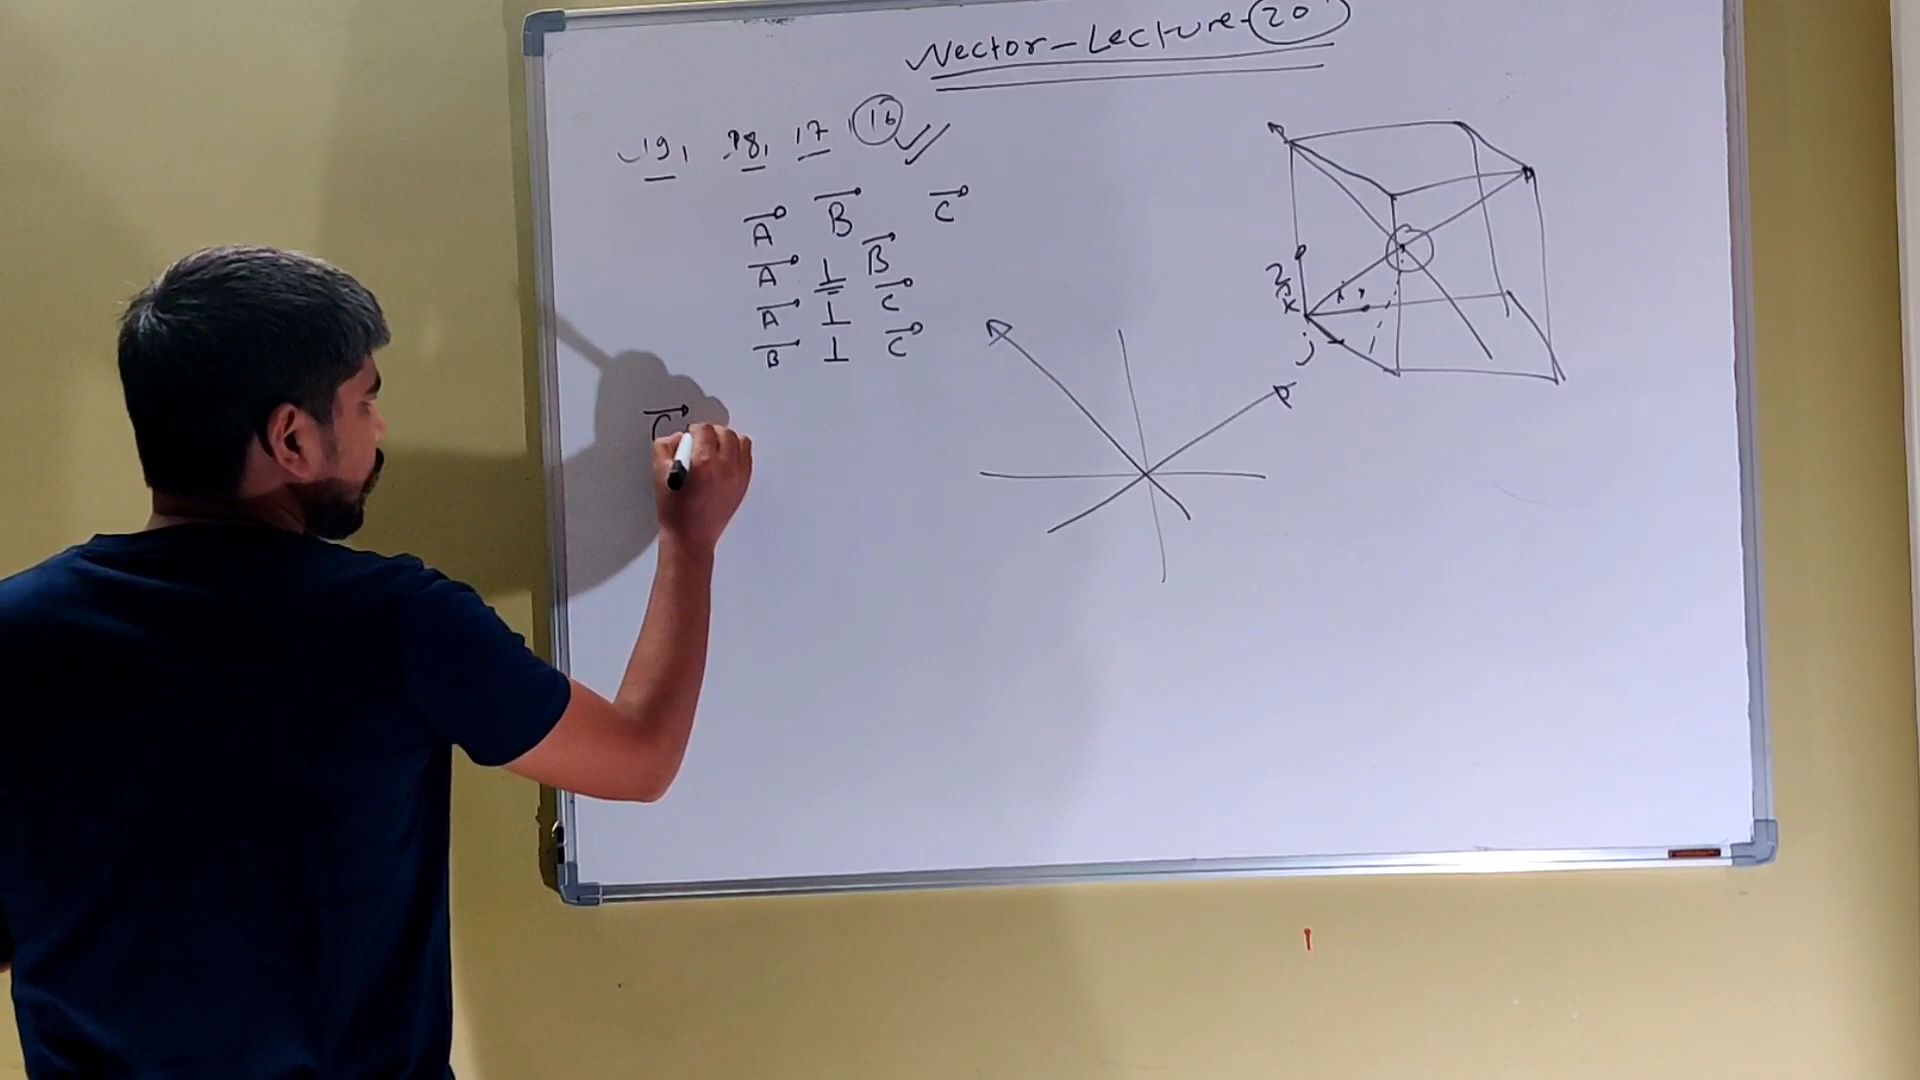 Vector-Lecture-20
19, 18, 17, 16
A⃗ B⃗ C⃗
A⃗ ⊥ B⃗
A⃗ ⊥ C⃗
B⃗ ⊥ C⃗
C⃗
j